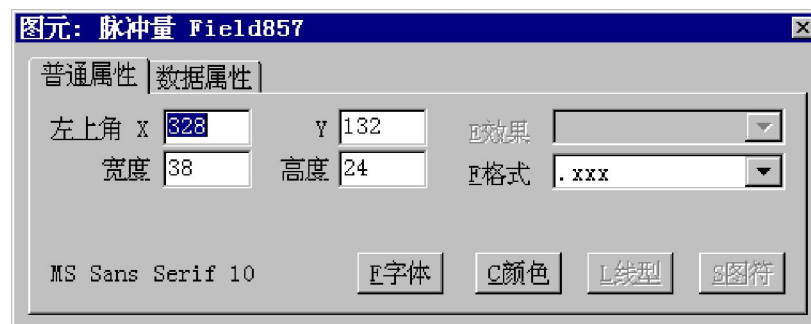 图元: 脉冲量 Field857
普通属性 数据属性
左上角 X 328 Y 132 E效果
宽度 38 高度 24 F格式 .xxx
MS Sans Serif 10 F字体 C颜色 L线型 S图符